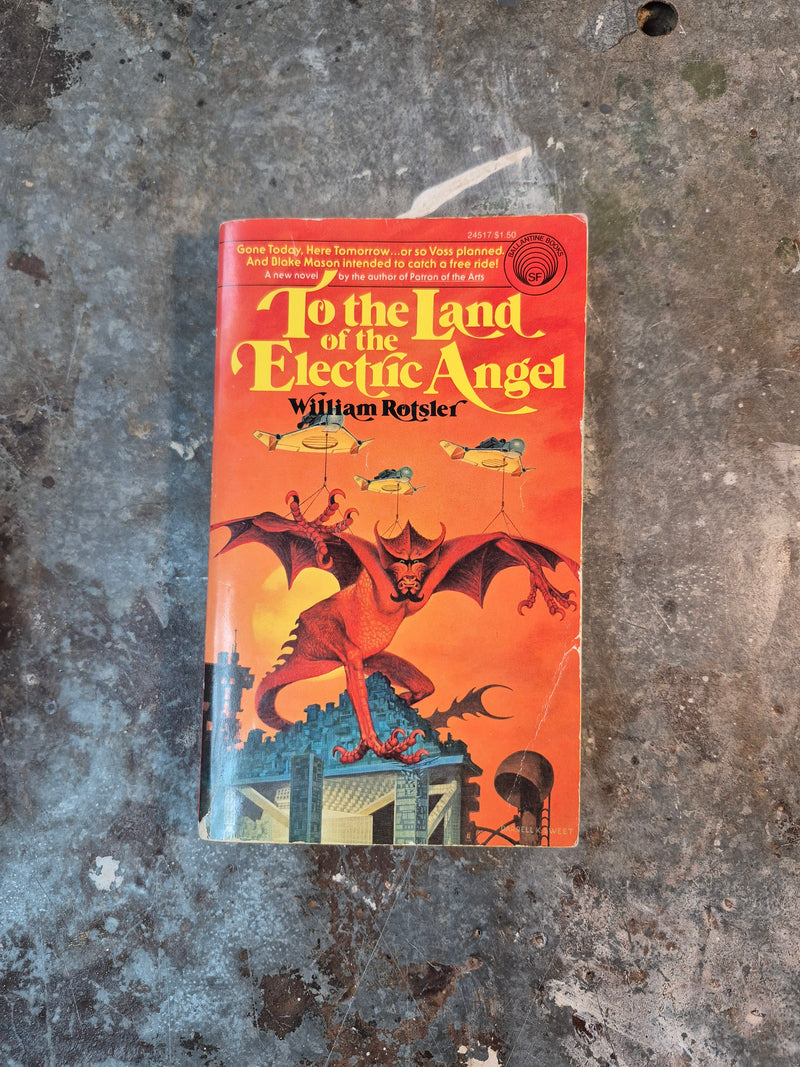 24517/$1.50
Gone Today, Here Tomorrow...or so Voss planned.
And Blake Mason intended to catch a free ride!
A new novel by the author of Patron of the Arts
BALLANTINE BOOKS
SF
To the Land
of the
Electric Angel
William Rotsler
DARRELL K SWEET